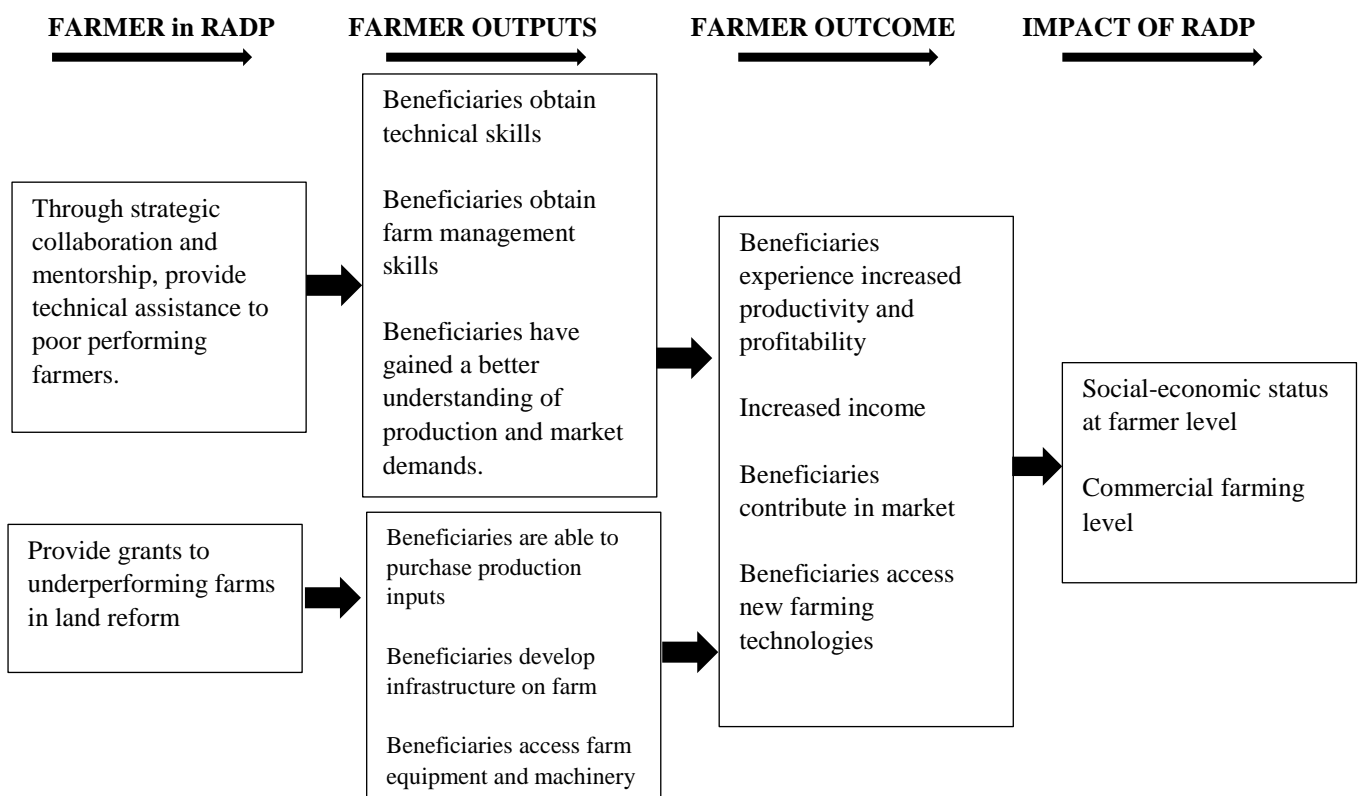 FARMER in RADP
FARMER OUTPUTS
FARMER OUTCOME
IMPACT OF RADP
Through strategic
collaboration and
mentorship, provide
technical assistance to
poor performing
farmers.
Provide grants to
underperforming farms
in land reform
Beneficiaries obtain
technical skills
Beneficiaries obtain
farm management
skills
Beneficiaries have
gained a better
understanding of
production and market
demands.
Beneficiaries are able to
purchase production
inputs
Beneficiaries develop
infrastructure on farm
Beneficiaries access farm
equipment and machinery
Beneficiaries
experience increased
productivity and
profitability
Increased income
Beneficiaries
contribute in market
Beneficiaries access
new farming
technologies
Social-economic status
at farmer level
Commercial farming
level